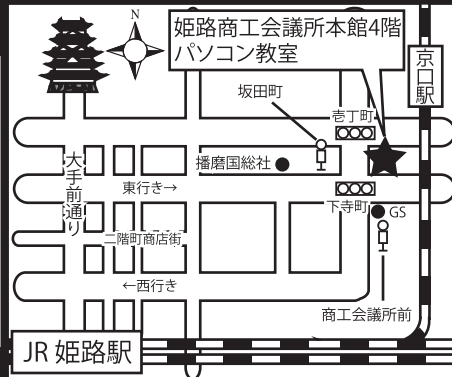 N
姫路商工会議所本館4階
パソコン教室
京口駅
坂田町
壱丁町
播磨国総社
大手前通り
東行き→
下寺町
GS
二階町商店街
←西行き
商工会議所前
JR 姫路駅